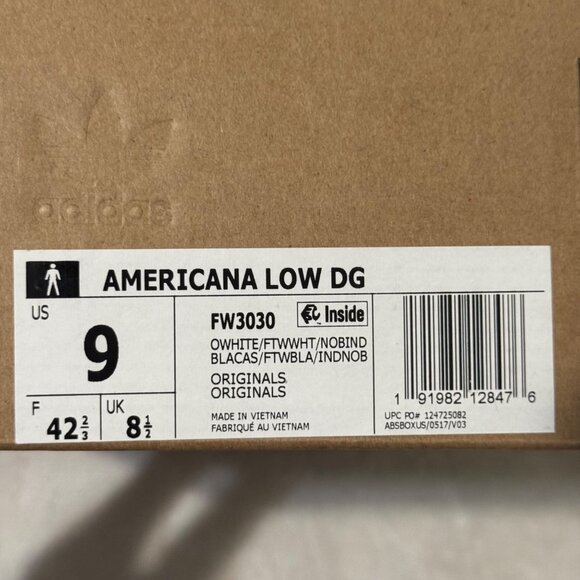 adidas
AMERICANA LOW DG
US
9
F
42 2/3
UK
8 1/2
FW3030
Inside
OWHITE/FTWWHT/NOBIND
BLACAS/FTWBLA/INDNOB
ORIGINALS
ORIGINALS
MADE IN VIETNAM
FABRIQUÉ AU VIETNAM
1 91982 12847 6
UPC PO# 124725082
ABSBOXUS/0517/V03